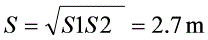 S = √S1S2 = 2.7 m